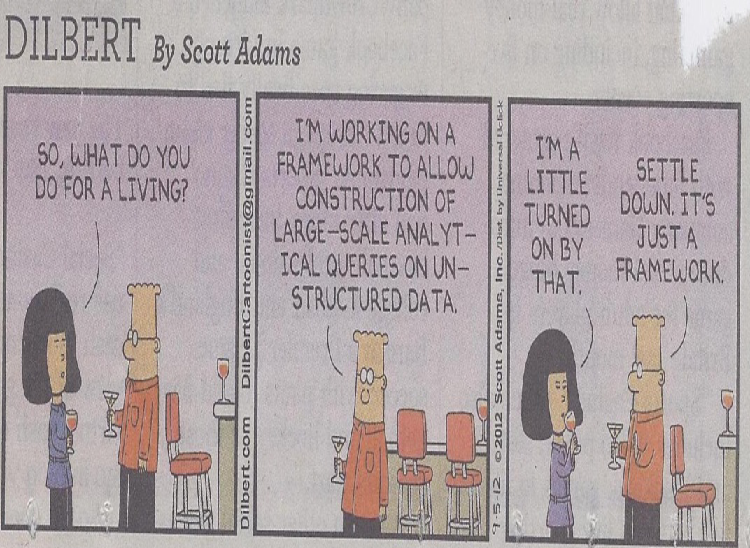 DILBERT By Scott Adams
SO, WHAT DO YOU
DO FOR A LIVING?
Dilbert.com DilbertCartoonist@gmail.com
I'M WORKING ON A
FRAMEWORK TO ALLOW
CONSTRUCTION OF
LARGE-SCALE ANALYT-
ICAL QUERIES ON UN-
STRUCTURED DATA.
9-5-12 ©2012 Scott Adams, Inc./Dist. by Universal Uclick
I'M A
LITTLE
TURNED
ON BY
THAT.
SETTLE
DOWN. IT'S
JUST A
FRAMEWORK.